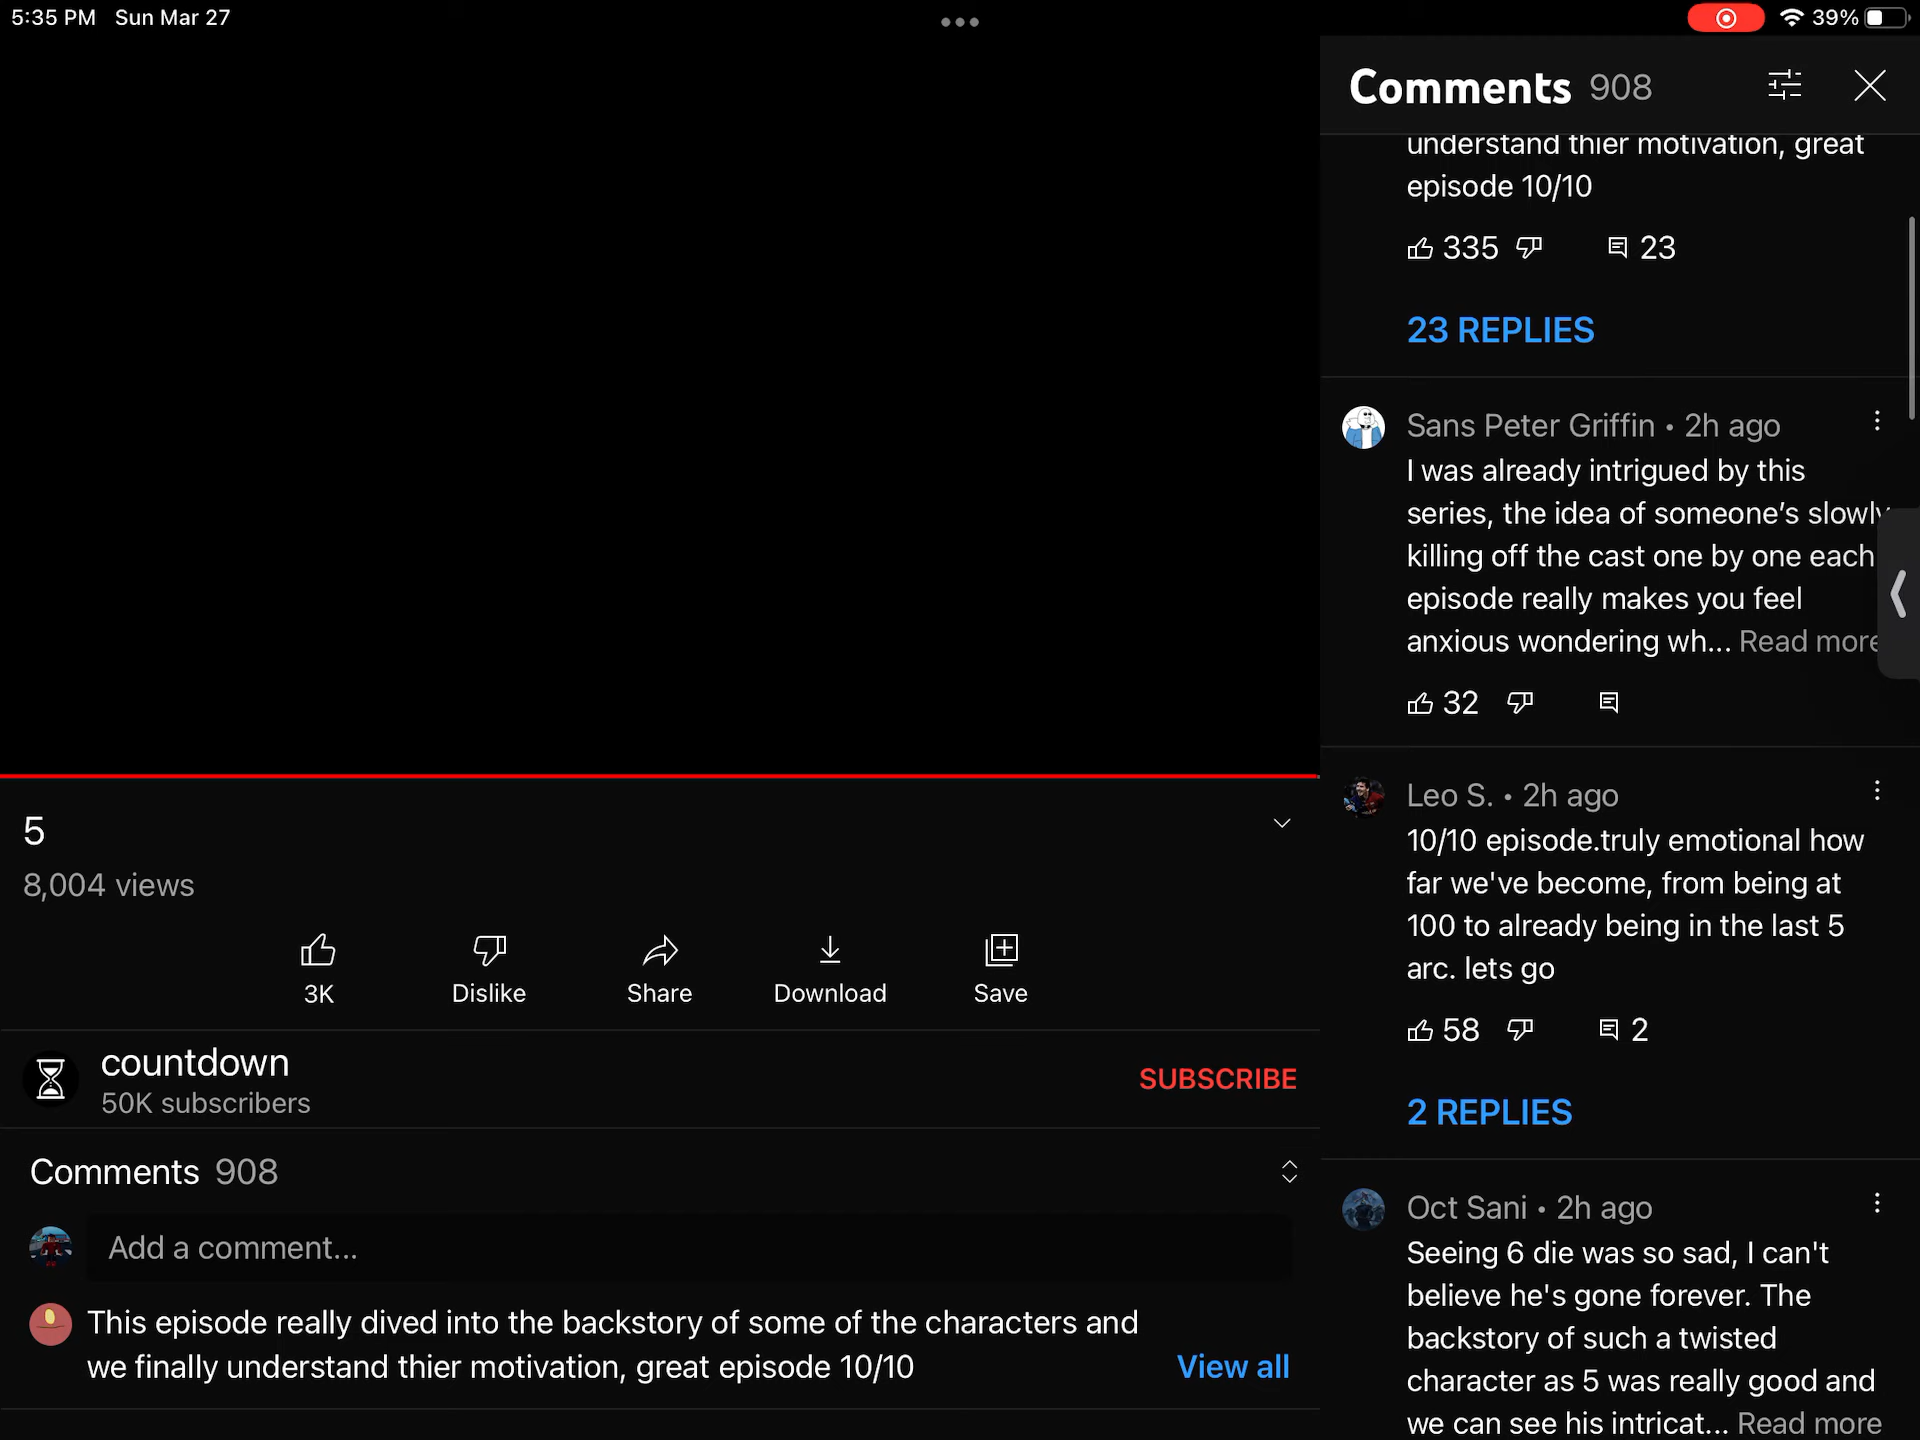 5:35 PM Sun Mar 27
39%
5
8,004 views
3K
Dislike
Share
Download
Save
countdown
50K subscribers
SUBSCRIBE
Comments 908
Add a comment...
This episode really dived into the backstory of some of the characters and
we finally understand thier motivation, great episode 10/10
View all
Comments 908
understand thier motivation, great
episode 10/10
335
23
23 REPLIES
Sans Peter Griffin • 2h ago
I was already intrigued by this
series, the idea of someone’s slowly
killing off the cast one by one each
episode really makes you feel
anxious wondering wh... Read more
32
Leo S. • 2h ago
10/10 episode.truly emotional how
far we've become, from being at
100 to already being in the last 5
arc. lets go
58
2
2 REPLIES
Oct Sani • 2h ago
Seeing 6 die was so sad, I can't
believe he's gone forever. The
backstory of such a twisted
character as 5 was really good and
we can see his intricat... Read more